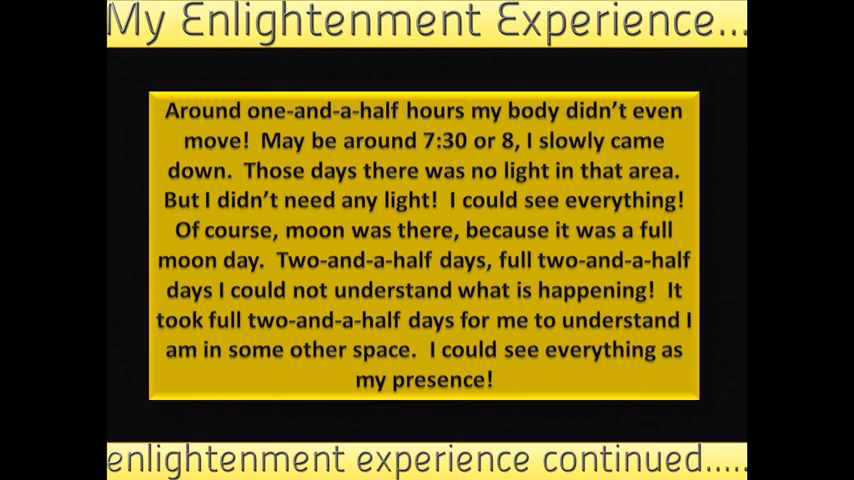 My Enlightenment Experience...
Around one-and-a-half hours my body didn't even
move!  May be around 7:30 or 8, I slowly came
down.  Those days there was no light in that area.
But I didn't need any light!  I could see everything!
Of course, moon was there, because it was a full
moon day.  Two-and-a-half days, full two-and-a-half
days I could not understand what is happening!  It
took full two-and-a-half days for me to understand I
am in some other space.  I could see everything as
my presence!
enlightenment experience continued.....